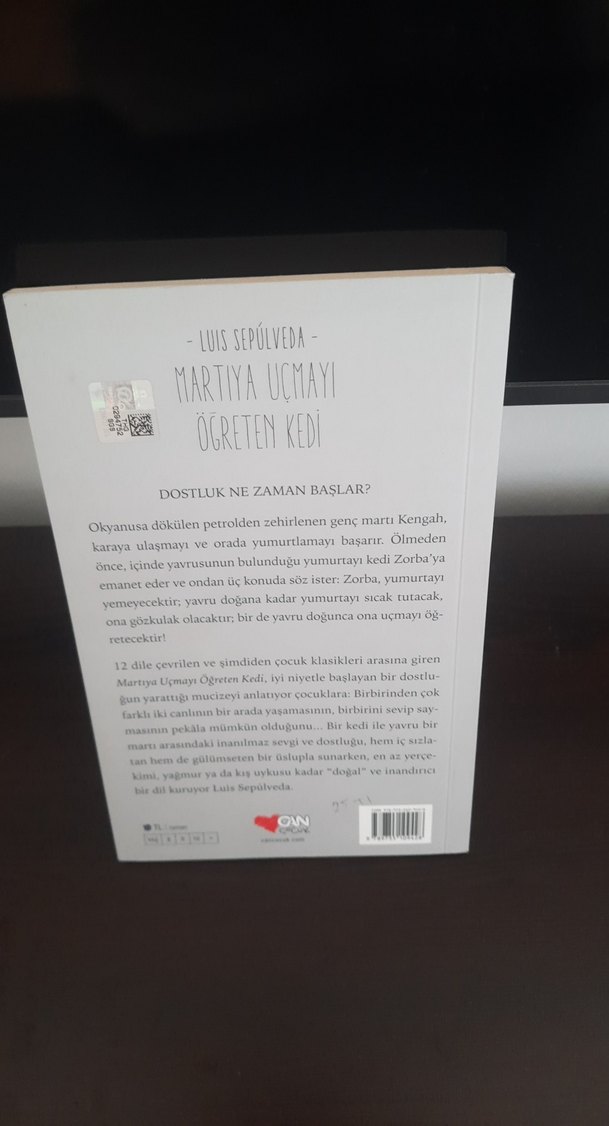 - LUIS SEPÚLVEDA -
MARTIYA UÇMAYI
ÖĞRETEN KEDİ
DOSTLUK NE ZAMAN BAŞLAR?
Okyanusa dökülen petrolden zehirlenen genç martı Kengah,
karaya ulaşmayı ve orada yumurtlamayı başarır. Ölmeden
önce, içinde yavrusunun bulunduğu yumurtayı kedi Zorba'ya
emanet eder ve ondan üç konuda söz ister: Zorba, yumurtayı
yemeyecektir; yavru doğana kadar yumurtayı sıcak tutacak,
ona gözkulak olacaktır; bir de yavru doğunca ona uçmayı öğ-
retecektir!
12 dile çevrilen ve şimdiden çocuk klasikleri arasına giren
Martıya Uçmayı Öğreten Kedi, iyi niyetle başlayan bir dostlu-
ğun yarattığı mucizeyi anlatıyor çocuklara: Birbirinden çok
farklı iki canlının bir arada yaşamasının, birbirini sevip say-
masının pekâla mümkün olduğunu... Bir kedi ile yavru bir
martı arasındaki inanılmaz sevgi ve dostluğu, hem iç sızla-
tan hem de gülümseten bir üslupla sunarken, en az yerçe-
kimi, yağmur ya da kış uykusu kadar "doğal" ve inandırıcı
bir dil kuruyor Luis Sepúlveda.
CAN
ÇOCUK
cancocuk.com